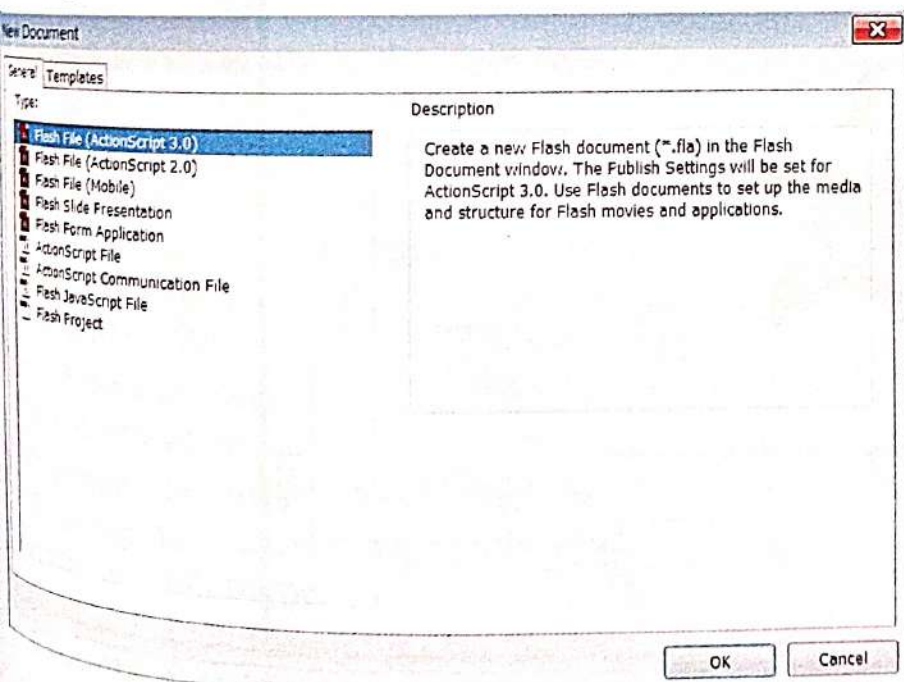 New Document
General Templates
Type:
Flash File (ActionScript 3.0)
Flash File (ActionScript 2.0)
Flash File (Mobile)
Flash Slide Presentation
Flash Form Application
ActionScript File
ActionScript Communication File
Flash JavaScript File
Flash Project
Description
Create a new Flash document (*.fla) in the Flash
Document window. The Publish Settings will be set for
ActionScript 3.0. Use Flash documents to set up the media
and structure for Flash movies and applications.
OK Cancel